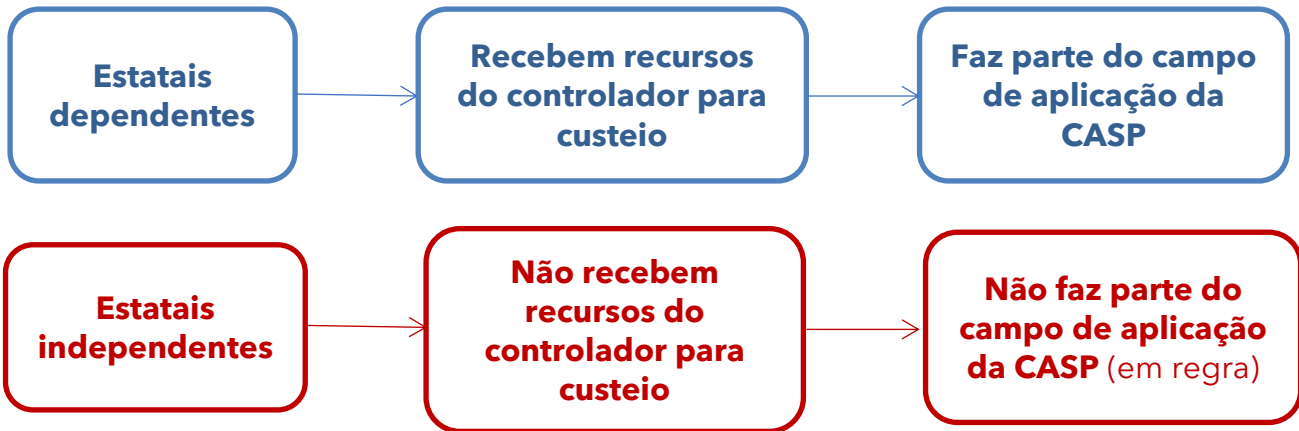 Estatais
dependentes
Recebem recursos
do controlador para
custeio
Faz parte do campo
de aplicação da
CASP
Estatais
independentes
Não recebem
recursos do
controlador para
custeio
Não faz parte do
campo de aplicação
da CASP (em regra)